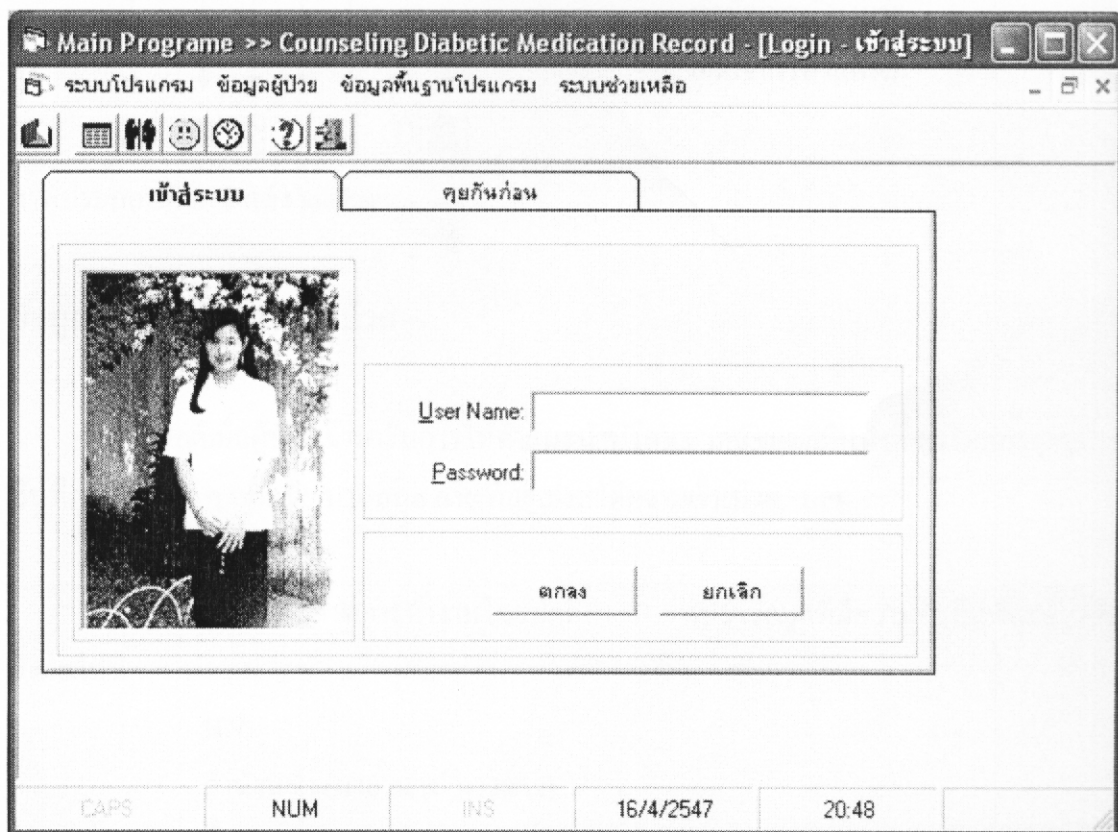 Main Programe >> Counseling Diabetic Medication Record - [Login - เข้าสู่ระบบ]
ระบบโปรแกรม ข้อมูลผู้ป่วย ข้อมูลพื้นฐานโปรแกรม ระบบช่วยเหลือ
เข้าสู่ระบบ คุยกันก่อน
User Name:
Password:
ตกลง ยกเลิก
CAPS NUM INS 16/4/2547 20:48